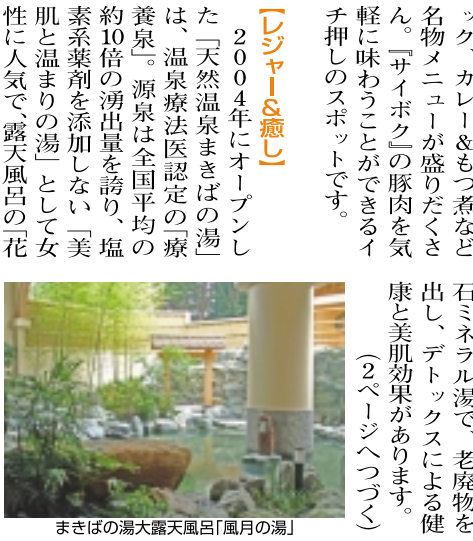 ック、カレー&もつ煮など
名物メニューが盛りだくさ
ん。『サイボク』の豚肉を気
軽に味わうことができるイ
チ押しのスポットです。
【レジャー&癒し】
２００４年にオープンし
た「天然温泉まきばの湯」
は、温泉療法医認定の「療
養泉」。源泉は全国平均の
約10倍の湧出量を誇り、塩
素系薬剤を添加しない「美
肌と温まりの湯」として女
性に人気で、露天風呂の「花
石ミネラル湯で、老廃物を
出し、デトックスによる健
康と美肌効果があります。
（２ページへつづく）
まきばの湯大露天風呂「風月の湯」